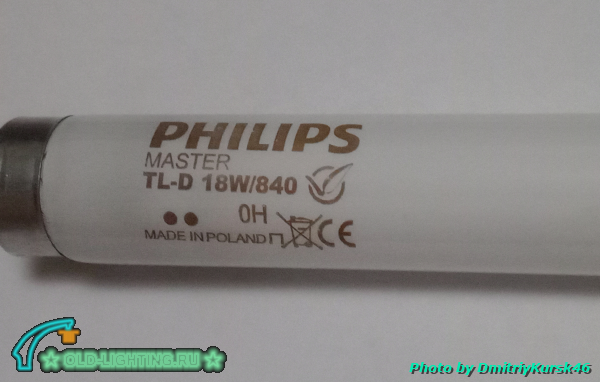 PHILIPS
MASTER
TL-D 18W/840
0H
MADE IN POLAND CE
OLD-LIGHTING.RU
Photo by DmitriyKursk46